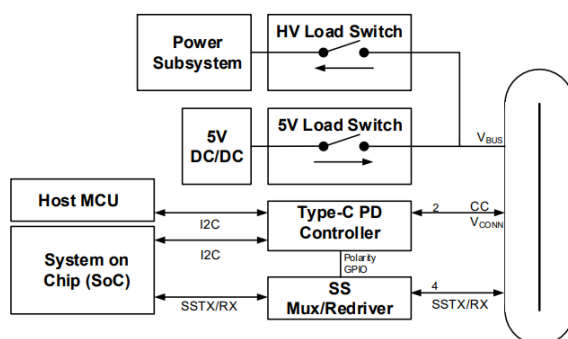 Power
Subsystem
HV Load Switch
5V
DC/DC
5V Load Switch
VBUS
Host MCU
I2C
Type-C PD
Controller
2
CC
VCONN
System on
Chip (SoC)
I2C
Polarity
GPIO
SSTX/RX
SS
Mux/Redriver
4
SSTX/RX